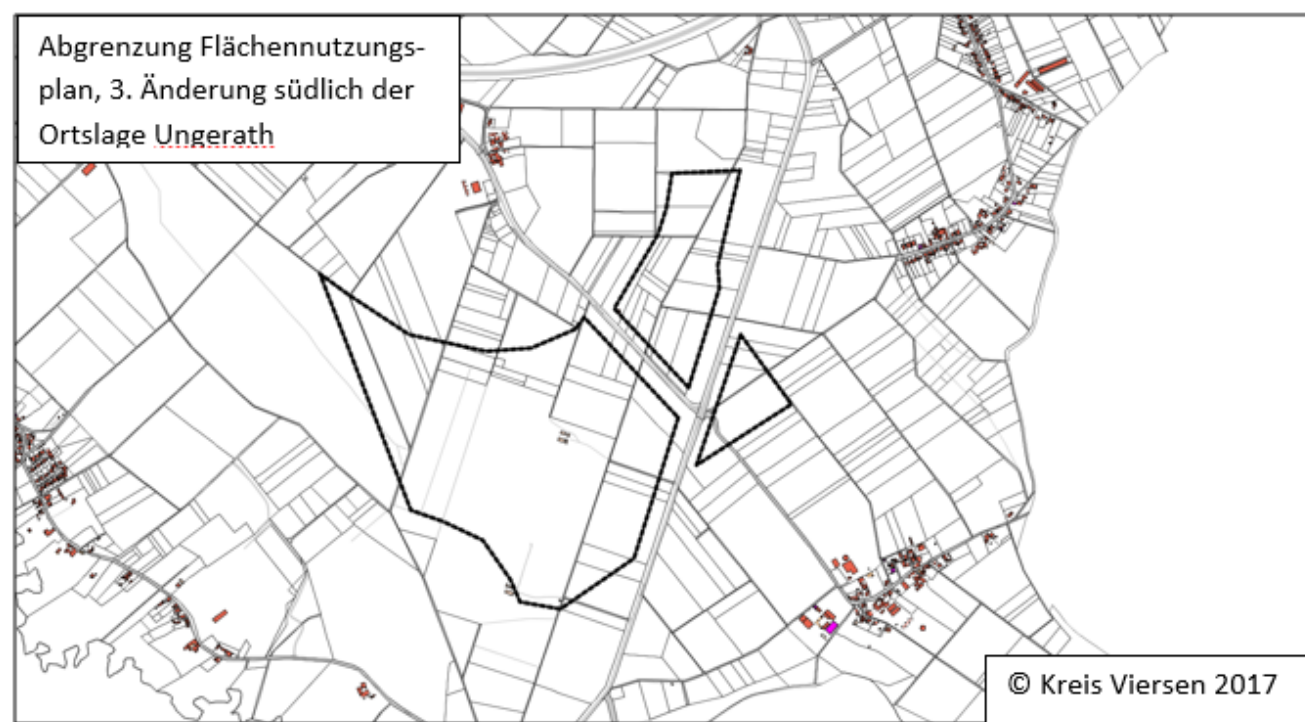 Abgrenzung Flächennutzungs-
plan, 3. Änderung südlich der
Ortslage Ungerath
© Kreis Viersen 2017